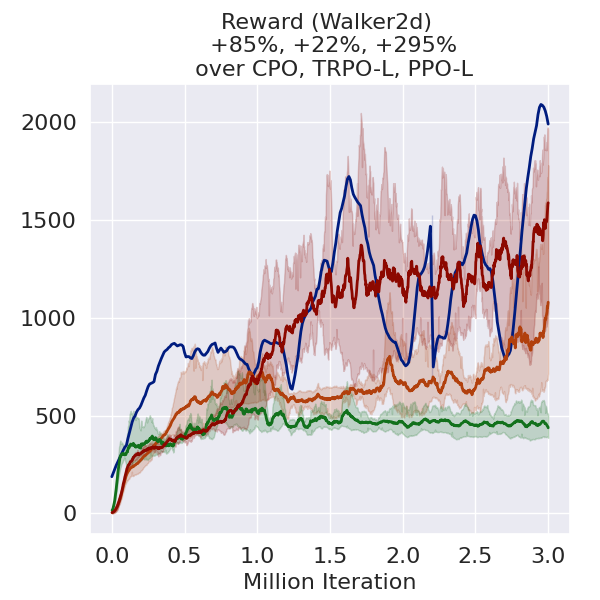 Reward (Walker2d)
+85%, +22%, +295%
over CPO, TRPO-L, PPO-L
2000
1500
1000
500
0
0.0 0.5 1.0 1.5 2.0 2.5 3.0
Million Iteration